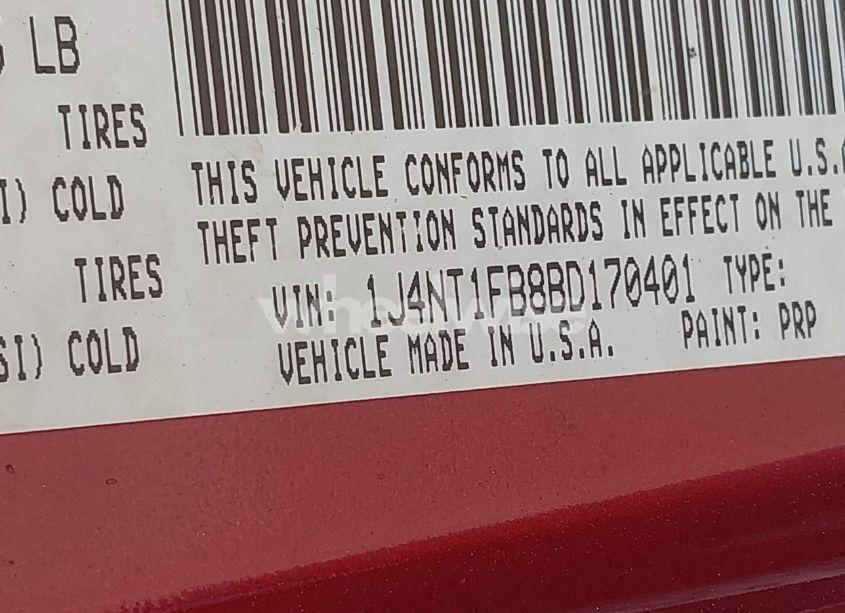 LB
TIRES
THIS VEHICLE CONFORMS TO ALL APPLICABLE U.S.
I) COLD
THEFT PREVENTION STANDARDS IN EFFECT ON THE
TIRES
VIN: 1J4NT1FB8BD170401 TYPE:
SI) COLD
VEHICLE MADE IN U.S.A. PAINT: PRP